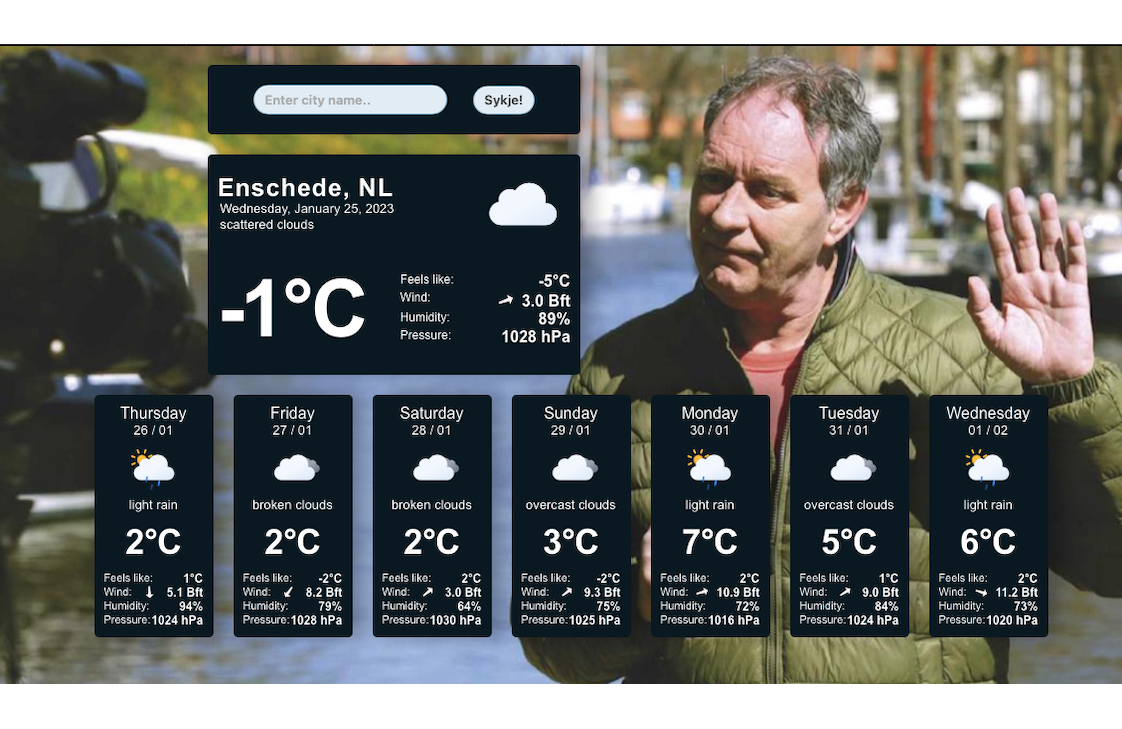 Enter city name..
Sykje!
Enschede, NL
Wednesday, January 25, 2023
scattered clouds
-1°C
Feels like: -5°C
Wind: 3.0 Bft
Humidity: 89%
Pressure: 1028 hPa
Thursday
26 / 01
light rain
2°C
Feels like: 1°C
Wind: 5.1 Bft
Humidity: 94%
Pressure: 1024 hPa
Friday
27 / 01
broken clouds
2°C
Feels like: -2°C
Wind: 8.2 Bft
Humidity: 79%
Pressure: 1028 hPa
Saturday
28 / 01
broken clouds
2°C
Feels like: 2°C
Wind: 3.0 Bft
Humidity: 64%
Pressure: 1030 hPa
Sunday
29 / 01
overcast clouds
3°C
Feels like: -2°C
Wind: 9.3 Bft
Humidity: 75%
Pressure: 1025 hPa
Monday
30 / 01
light rain
7°C
Feels like: 2°C
Wind: 10.9 Bft
Humidity: 72%
Pressure: 1016 hPa
Tuesday
31 / 01
overcast clouds
5°C
Feels like: 1°C
Wind: 9.0 Bft
Humidity: 84%
Pressure: 1024 hPa
Wednesday
01 / 02
light rain
6°C
Feels like: 2°C
Wind: 11.2 Bft
Humidity: 73%
Pressure: 1020 hPa